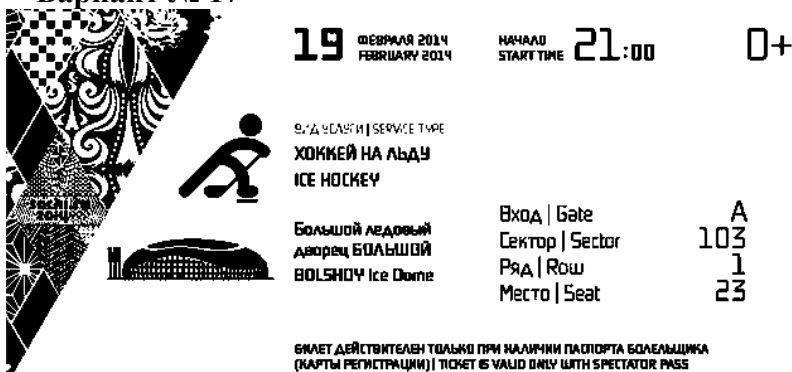 Вариант № 17
19 ФЕВРАЛЯ 2014
FEBRUARY 2014
НАЧАЛО
START TIME 21:00
0+
ВИД УСЛУГИ | SERVICE TYPE
ХОККЕЙ НА ЛЬДУ
ICE HOCKEY
SOCHI.RU
2014
Большой ледовый
дворец БОЛЬШОЙ
BOLSHOY Ice Dome
Вход | Gate A
Сектор | Sector 103
Ряд | Row 1
Место | Seat 23
БИЛЕТ ДЕЙСТВИТЕЛЕН ТОЛЬКО ПРИ НАЛИЧИИ ПАСПОРТА БОЛЕЛЬЩИКА
(КАРТЫ РЕГИСТРАЦИИ) | TICKET IS VALID ONLY WITH SPECTATOR PASS